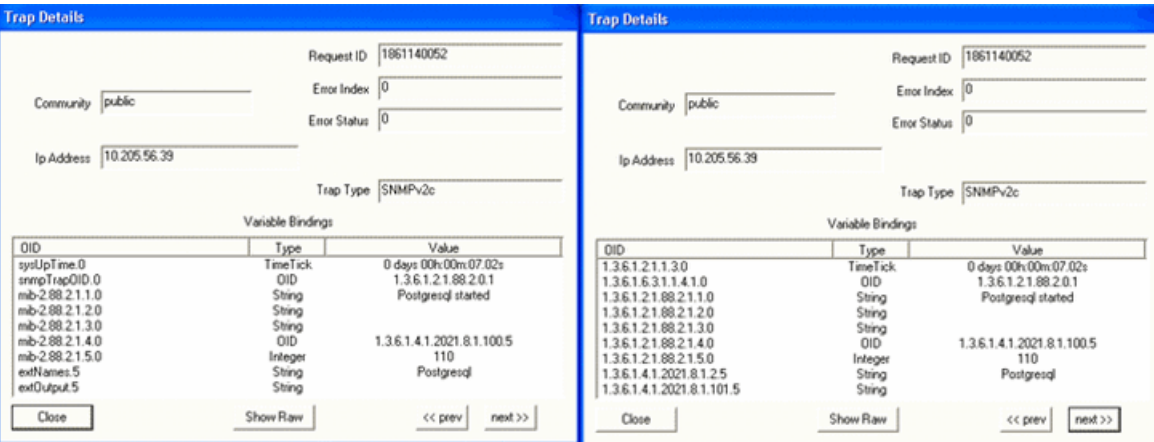 Trap Details
Request ID 1861140052
Community public
Error Index 0
Error Status 0
Ip Address 10.205.56.39
Trap Type SNMPv2c
Variable Bindings
OID Type Value
sysUpTime.0 TimeTick 0 days 00h:00m:07.02s
snmpTrapOID.0 OID 1.3.6.1.2.1.88.2.0.1
mib-2.88.2.1.1.0 String Postgresql started
mib-2.88.2.1.2.0 String
mib-2.88.2.1.3.0 String
mib-2.88.2.1.4.0 OID 1.3.6.1.4.1.2021.8.1.100.5
mib-2.88.2.1.5.0 Integer 110
extNames.5 String Postgresql
extOutput.5 String
Close Show Raw << prev next >>
Trap Details
Request ID 1861140052
Community public
Error Index 0
Error Status 0
Ip Address 10.205.56.39
Trap Type SNMPv2c
Variable Bindings
OID Type Value
1.3.6.1.2.1.1.3.0 TimeTick 0 days 00h:00m:07.02s
1.3.6.1.6.3.1.1.4.1.0 OID 1.3.6.1.2.1.88.2.0.1
1.3.6.1.2.1.88.2.1.1.0 String Postgresql started
1.3.6.1.2.1.88.2.1.2.0 String
1.3.6.1.2.1.88.2.1.3.0 String
1.3.6.1.2.1.88.2.1.4.0 OID 1.3.6.1.4.1.2021.8.1.100.5
1.3.6.1.2.1.88.2.1.5.0 Integer 110
1.3.6.1.4.1.2021.8.1.2.5 String Postgresql
1.3.6.1.4.1.2021.8.1.101.5 String
Close Show Raw << prev next >>